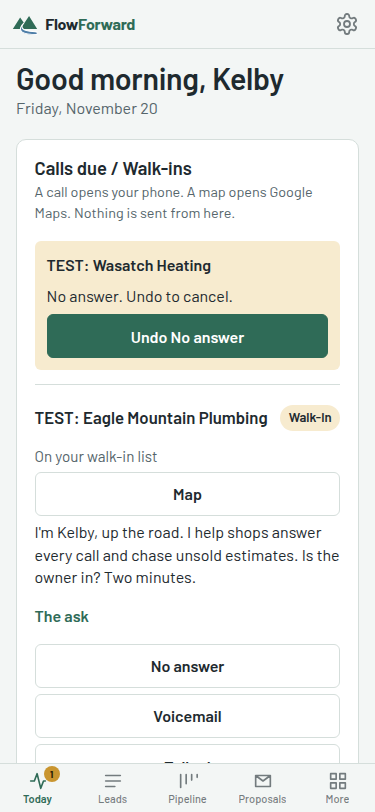 FlowForward
Good morning, Kelby
Friday, November 20
Calls due / Walk-ins
A call opens your phone. A map opens Google
Maps. Nothing is sent from here.
TEST: Wasatch Heating
No answer. Undo to cancel.
Undo No answer
TEST: Eagle Mountain Plumbing
Walk-In
On your walk-in list
Map
I'm Kelby, up the road. I help shops answer
every call and chase unsold estimates. Is the
owner in? Two minutes.
The ask
No answer
Voicemail
1
Today
Leads
Pipeline
Proposals
More